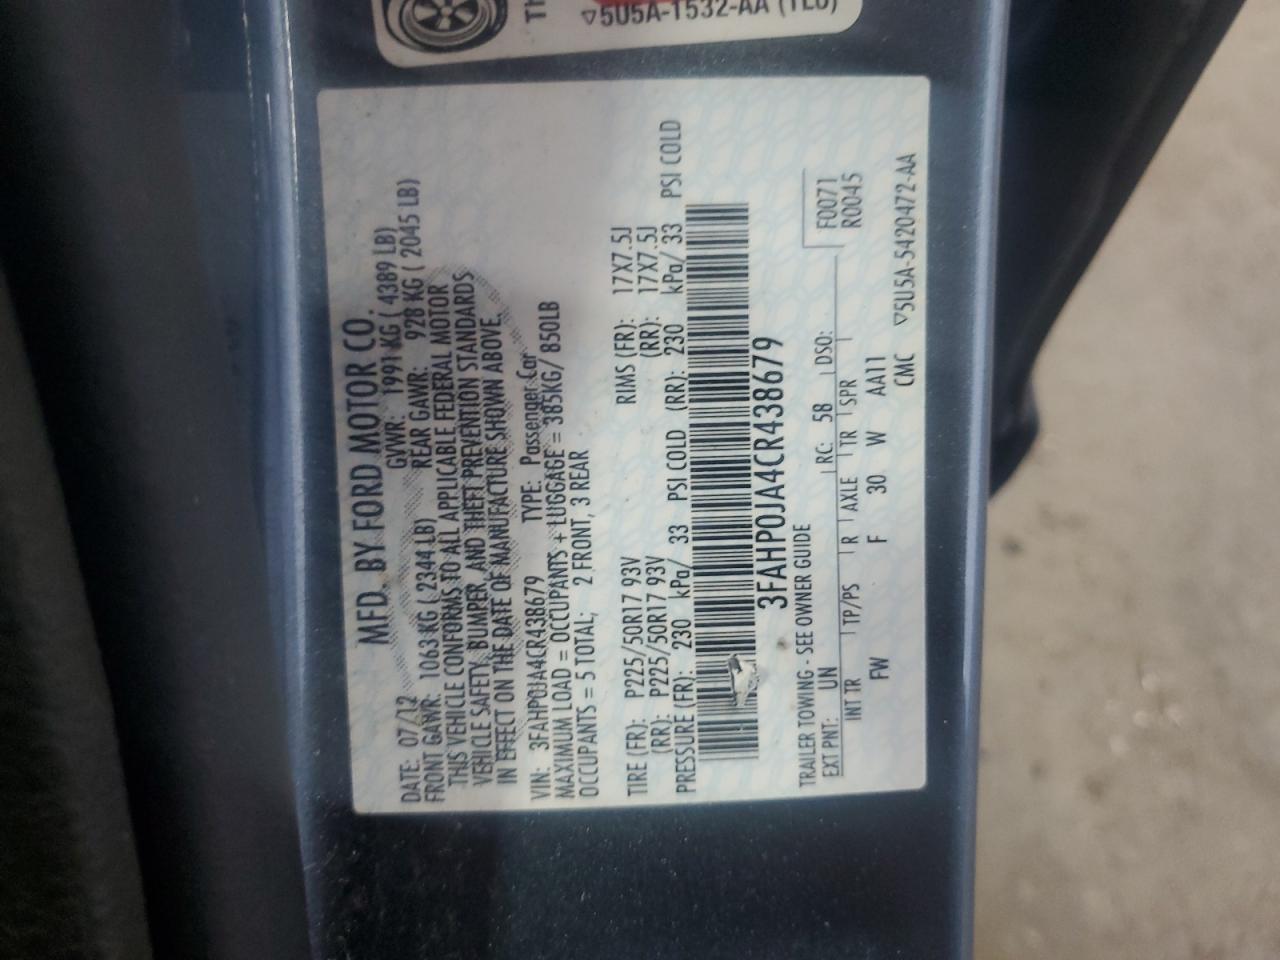 TH
▽5U5A-1532-AA (TL6)
MFD. BY FORD MOTOR CO.
DATE: 07/12 GVWR: 1991 KG ( 4389 LB)
FRONT GAWR: 1063 KG ( 2344 LB) REAR GAWR: 928 KG ( 2045 LB)
THIS VEHICLE CONFORMS TO ALL APPLICABLE FEDERAL MOTOR
VEHICLE SAFETY, BUMPER, AND THEFT PREVENTION STANDARDS
IN EFFECT ON THE DATE OF MANUFACTURE SHOWN ABOVE.
VIN: 3FAHP0JA4CR438679 TYPE: Passenger Car
MAXIMUM LOAD = OCCUPANTS + LUGGAGE = 385KG/ 850LB
OCCUPANTS = 5 TOTAL; 2 FRONT, 3 REAR
TIRE (FR): P225/50R17 93V RIMS (FR): 17X7.5J
(RR): P225/50R17 93V (RR): 17X7.5J
PRESSURE (FR): 230 kPa/ 33 PSI COLD (RR): 230 kPa/ 33 PSI COLD
3FAHP0JA4CR438679
TRAILER TOWING - SEE OWNER GUIDE
F0071
EXT PNT: UN RC: 58 DSO: R0045
INT TR TP/PS R AXLE TR SPR
FW F 30 W AA11
CMC ▽5U5A-5420472-AA